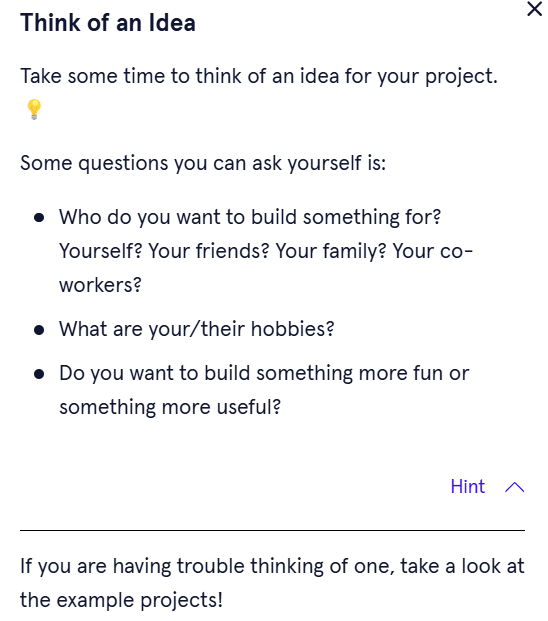 Think of an Idea
Take some time to think of an idea for your project.
💡
Some questions you can ask yourself is:
• Who do you want to build something for?
Yourself? Your friends? Your family? Your co-
workers?
• What are your/their hobbies?
• Do you want to build something more fun or
something more useful?
Hint
If you are having trouble thinking of one, take a look at
the example projects!